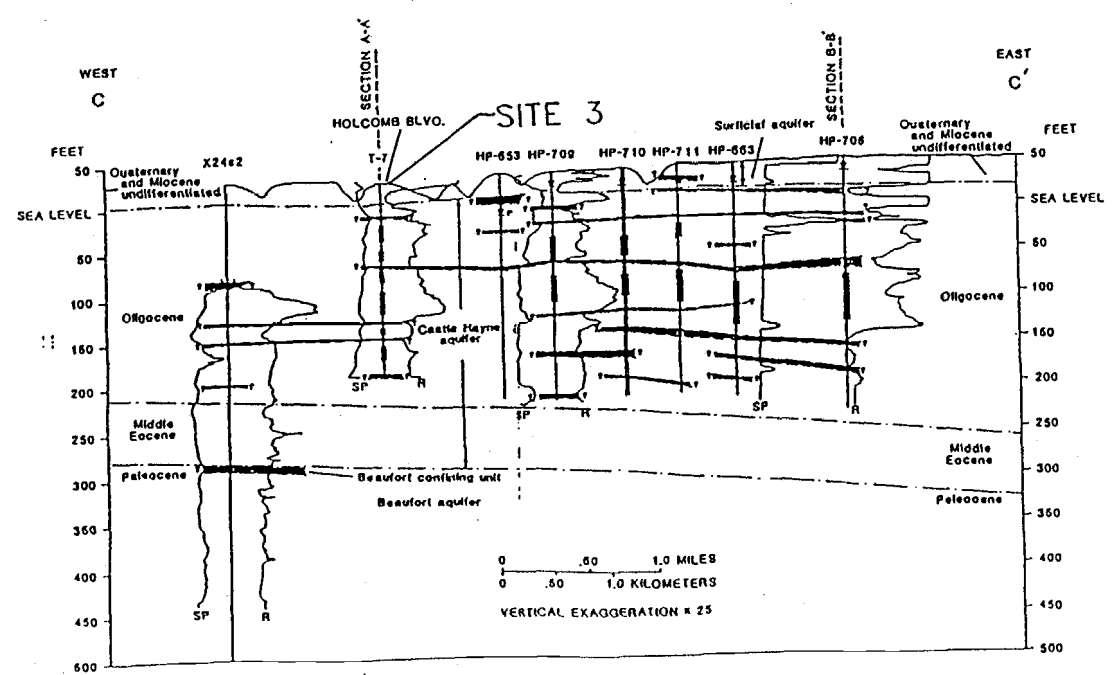 WEST
C
SECTION A-A'
HOLCOMB BLVD.
SITE 3
SECTION B-B'
EAST
C'
FEET
FEET
Quaternary
and Miocene
undifferentiated
X24s2
T-7
HP-653
HP-709
HP-710
HP-711
HP-663
HP-706
Surficial aquifer
Quaternary
and Miocene
undifferentiated
50
SEA LEVEL
50
100
150
200
250
300
350
400
450
500
50
SEA LEVEL
50
100
150
200
250
300
350
400
450
500
Oligocene
Oligocene
Castle Hayne
aquifer
SP
R
SP
R
SP
R
Middle
Eocene
Middle
Eocene
Paleocene
Paleocene
Beaufort confining unit
Beaufort aquifer
SP
R
0 .50 1.0 MILES
0 .50 1.0 KILOMETERS
VERTICAL EXAGGERATION X 25